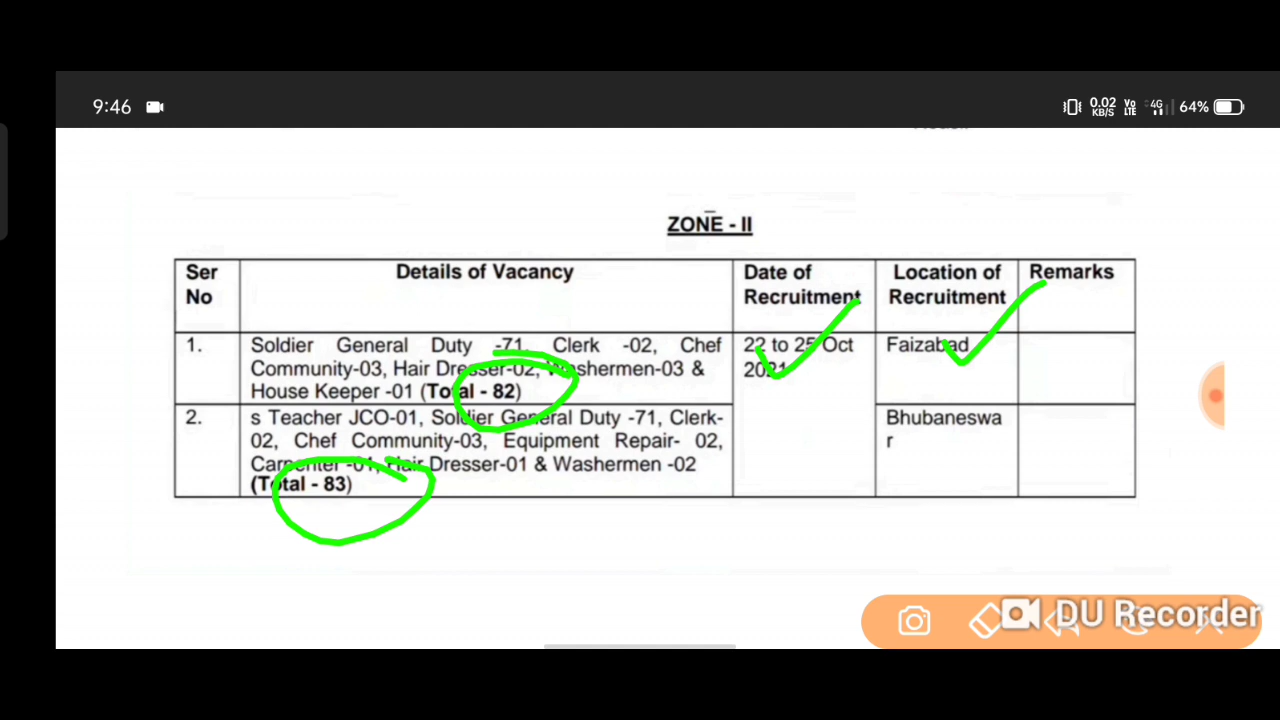 9:46
0.02 KB/S Vo LTE 4G 64%
ZONE - II
Ser No
Details of Vacancy
Date of Recruitment
Location of Recruitment
Remarks
1.
Soldier General Duty -71, Clerk -02, Chef
Community-03, Hair Dresser-02, Washermen-03 &
House Keeper -01 (Total - 82)
22 to 25 Oct
2021
Faizabad
2.
s Teacher JCO-01, Soldier General Duty -71, Clerk-
02, Chef Community-03, Equipment Repair- 02,
Carpenter -01, Hair Dresser-01 & Washermen -02
(Total - 83)
Bhubaneswa
r
DU Recorder